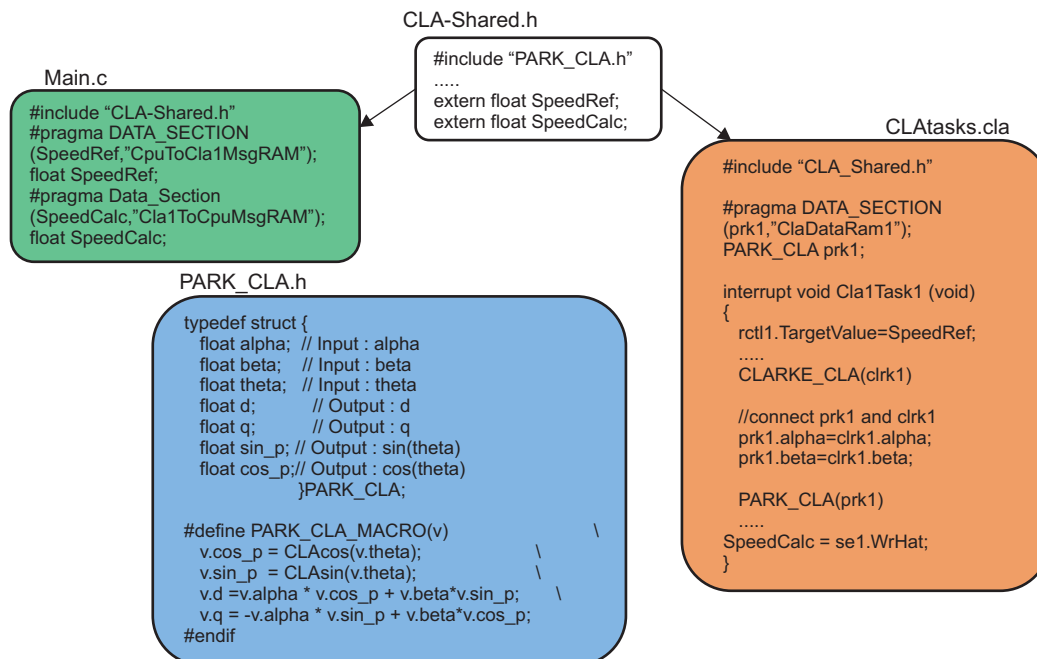 CLA-Shared.h
#include “PARK_CLA.h”
.....
extern float SpeedRef;
extern float SpeedCalc;
Main.c
#include “CLA-Shared.h”
#pragma DATA_SECTION
(SpeedRef,”CpuToCla1MsgRAM”);
float SpeedRef;
#pragma Data_Section
(SpeedCalc,”Cla1ToCpuMsgRAM”);
float SpeedCalc;
CLAtasks.cla
#include “CLA_Shared.h”
#pragma DATA_SECTION
(prk1,”ClaDataRam1”);
PARK_CLA prk1;
interrupt void Cla1Task1 (void)
{
rctl1.TargetValue=SpeedRef;
.....
CLARKE_CLA(clrk1)
//connect prk1 and clrk1
prk1.alpha=clrk1.alpha;
prk1.beta=clrk1.beta;
PARK_CLA(prk1)
.....
SpeedCalc = se1.WrHat;
}
PARK_CLA.h
typedef struct {
float alpha; // Input : alpha
float beta; // Input : beta
float theta; // Input : theta
float d; // Output : d
float q; // Output : q
float sin_p; // Output : sin(theta)
float cos_p;// Output : cos(theta)
}PARK_CLA;
#define PARK_CLA_MACRO(v) \
v.cos_p = CLAcos(v.theta); \
v.sin_p = CLAsin(v.theta); \
v.d =v.alpha * v.cos_p + v.beta*v.sin_p; \
v.q = -v.alpha * v.sin_p + v.beta*v.cos_p;
#endif